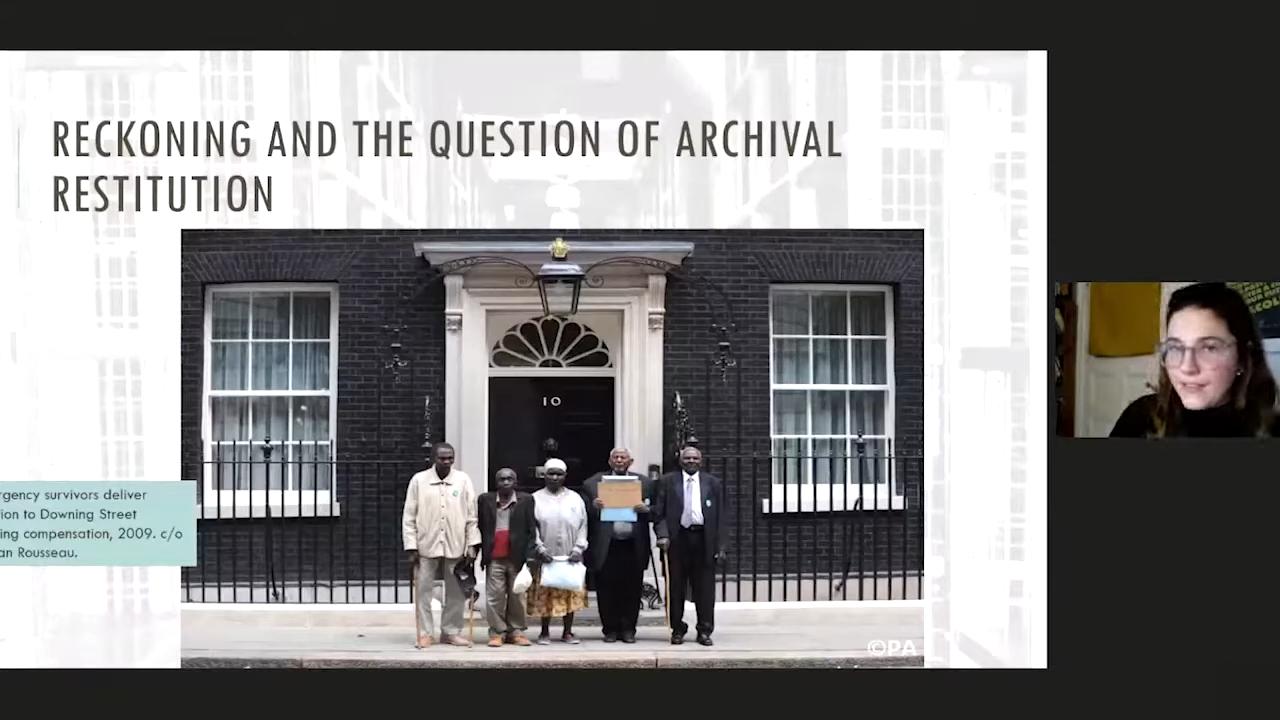 RECKONING AND THE QUESTION OF ARCHIVAL
RESTITUTION
10
rgency survivors deliver
ion to Downing Street
ing compensation, 2009. c/o
an Rousseau.
©PA